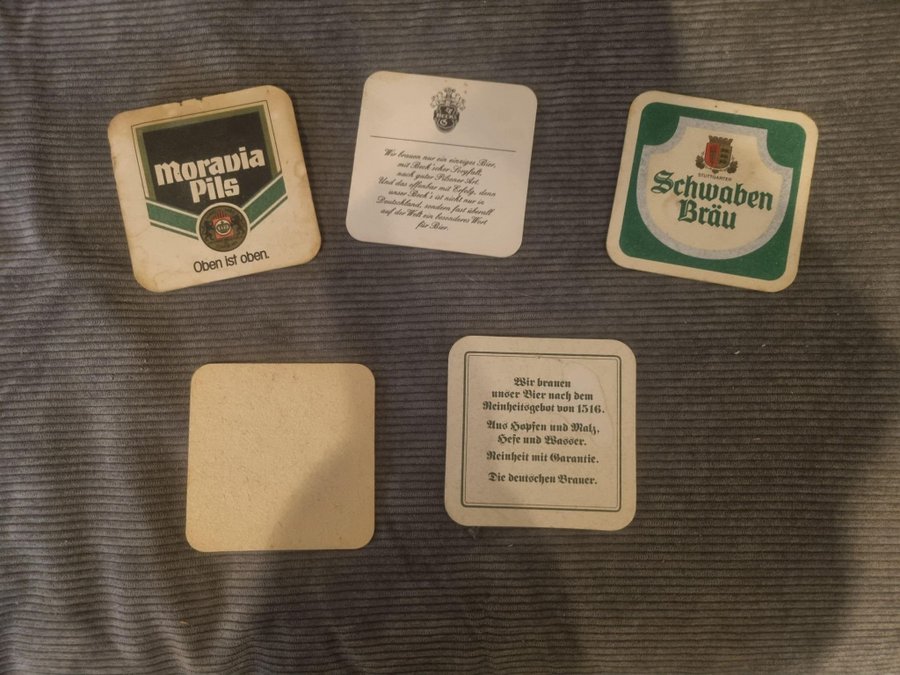 Moravia
Pils
Oben ist oben.
BECK'S
Wir brauen nur ein einziges Bier,
mit Beck'scher Sorgfalt,
nach guter Pilsener Art.
Und das offenbar mit Erfolg, denn
unser Beck's ist nicht nur in
Deutschland, sondern fast überall
auf der Welt ein besonderes Wort
für Bier.
STUTTGARTER
Schwaben
Bräu
Wir brauen
unser Bier nach dem
Reinheitsgebot von 1516.
Aus Hopfen und Malz,
Hefe und Wasser.
Reinheit mit Garantie.
Die deutschen Brauer.